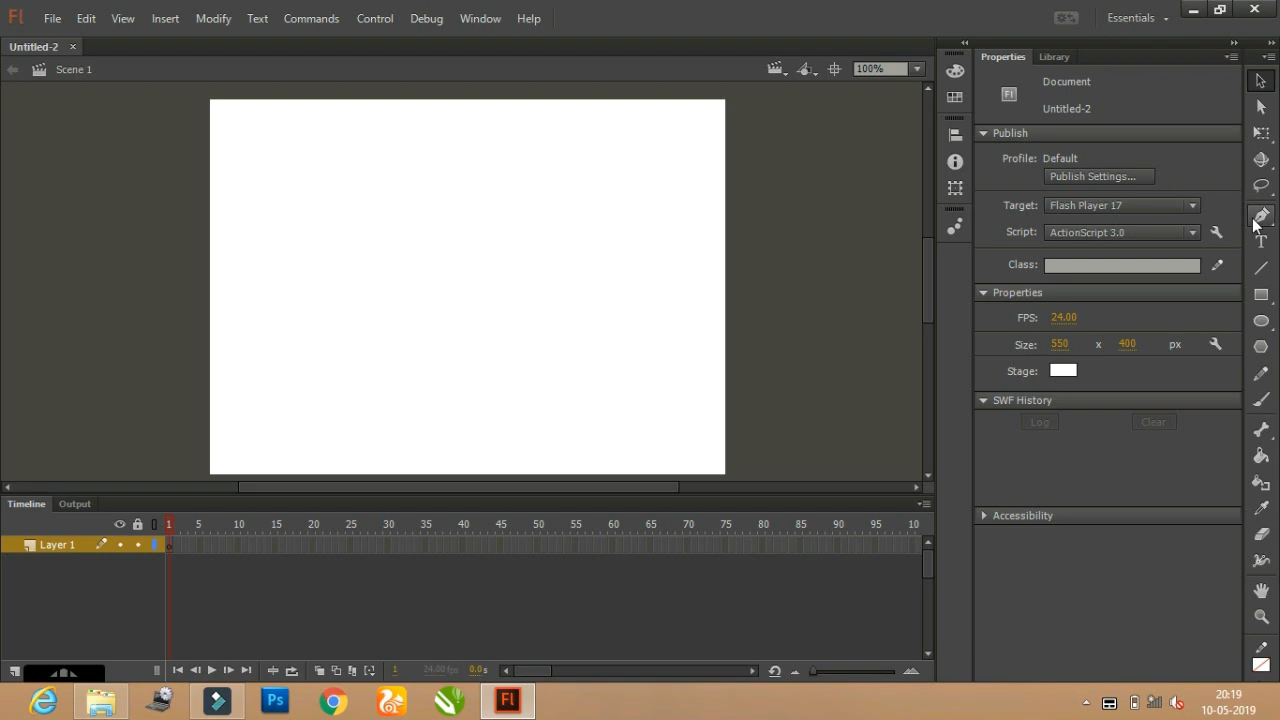 Fl File Edit View Insert Modify Text Commands Control Debug Window Help Essentials
Untitled-2 ×
Scene 1 100%
Properties Library
Fl Document
Untitled-2
Publish
Profile: Default
Publish Settings...
Target: Flash Player 17
Script: ActionScript 3.0
Class:
Properties
FPS: 24.00
Size: 550 x 400 px
Stage:
SWF History
Log Clear
Accessibility
T
Timeline Output
1 5 10 15 20 25 30 35 40 45 50 55 60 65 70 75 80 85 90 95 10
Layer 1
1 24.00 fps 0.0 s
Ps Fl
20:19
10-05-2019